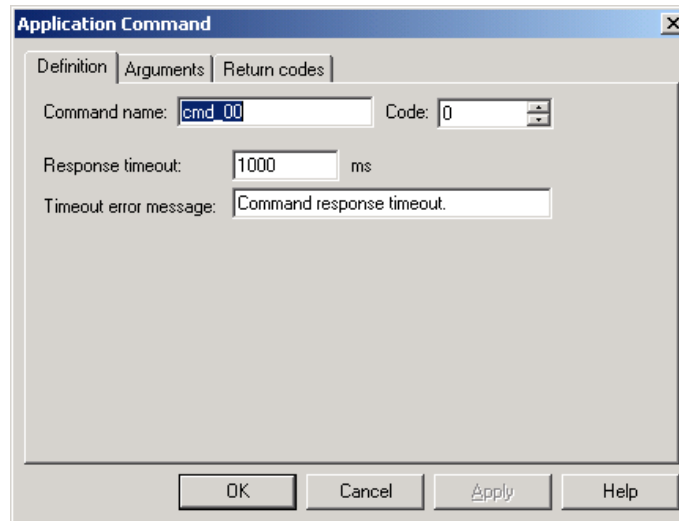 Application Command
Definition Arguments Return codes
Command name: cmd_00 Code: 0
Response timeout: 1000 ms
Timeout error message: Command response timeout.
OK Cancel Apply Help